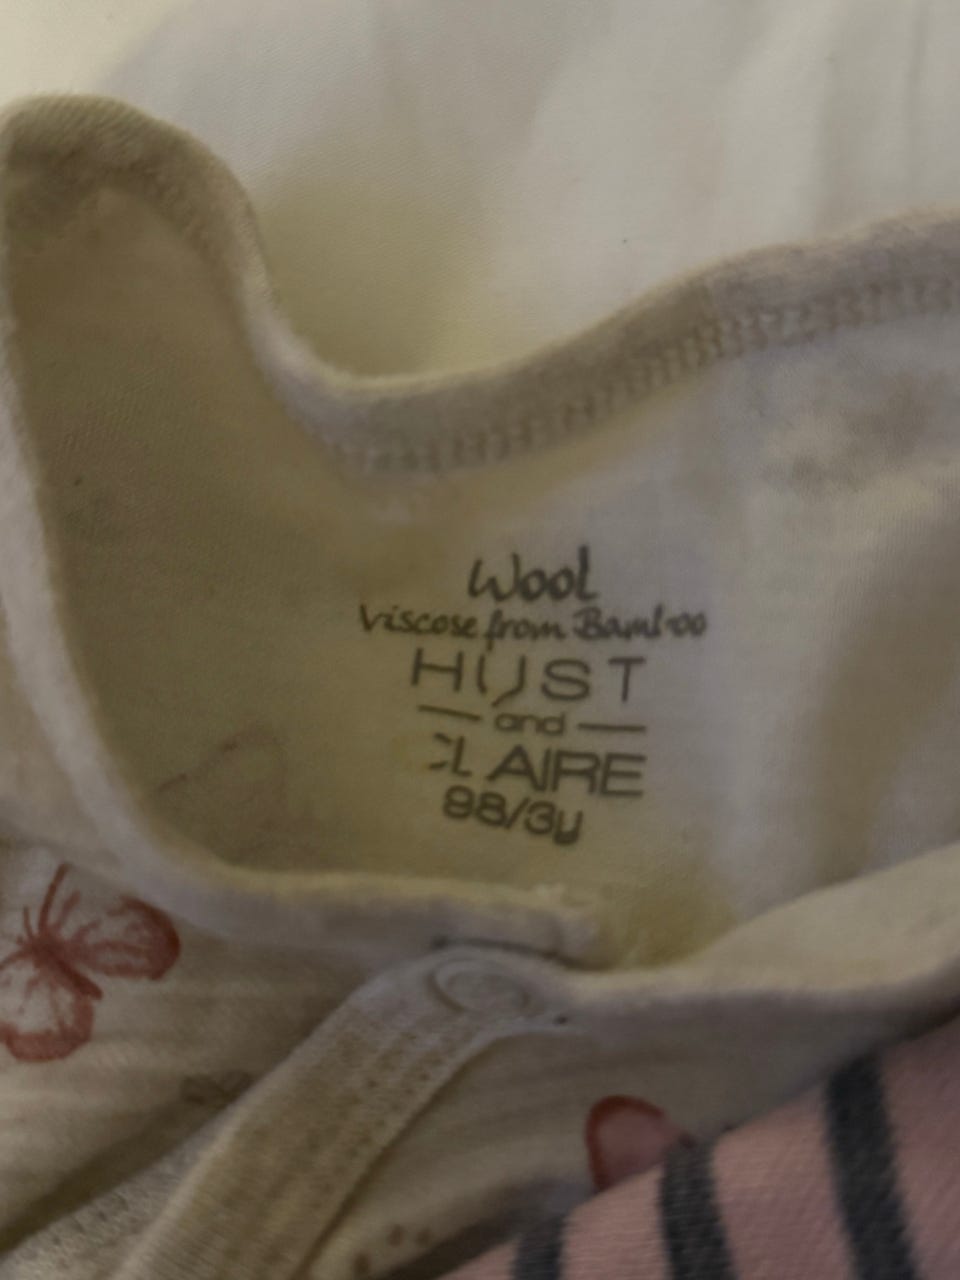 Wool
Viscose from Bamboo
HUST
and
CLAIRE
98/3y